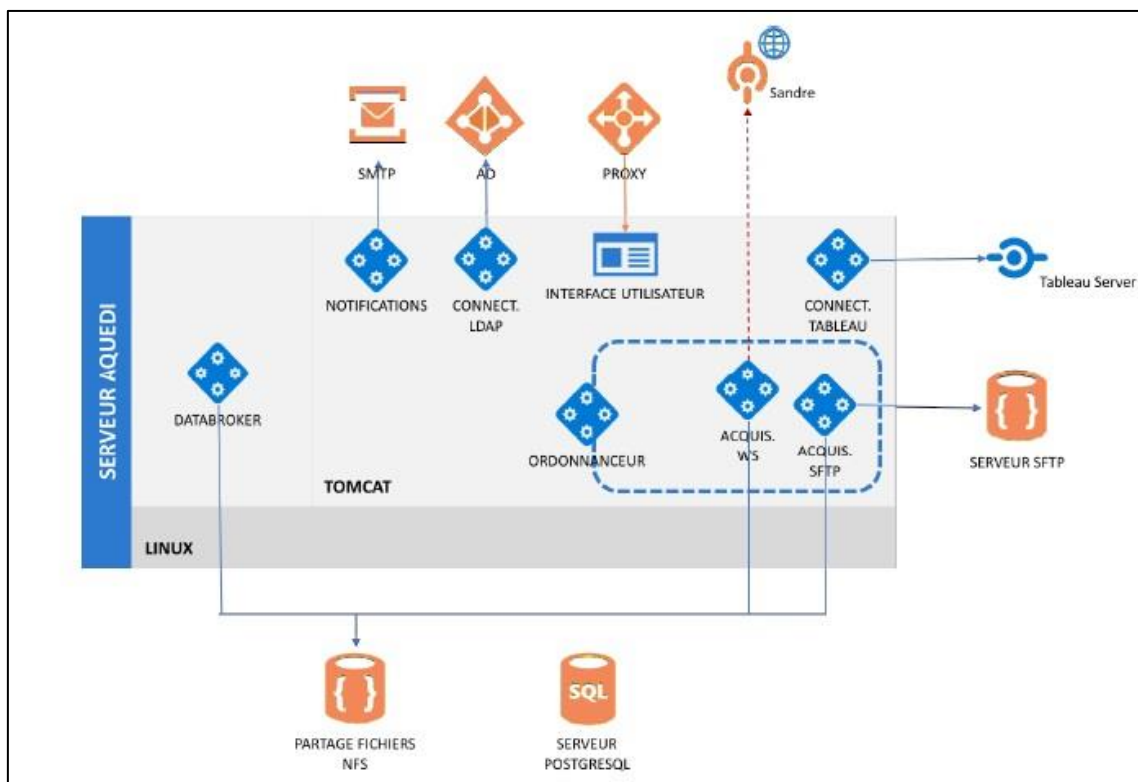 Sandre
SMTP
AD
PROXY
SERVEUR AQUEDI
NOTIFICATIONS
CONNECT.
LDAP
INTERFACE UTILISATEUR
CONNECT.
TABLEAU
Tableau Server
DATABROKER
ORDONNANCEUR
ACQUIS.
WS
ACQUIS.
SFTP
SERVEUR SFTP
TOMCAT
LINUX
{ }
{ }
SQL
PARTAGE FICHIERS
NFS
SERVEUR
POSTGRESQL